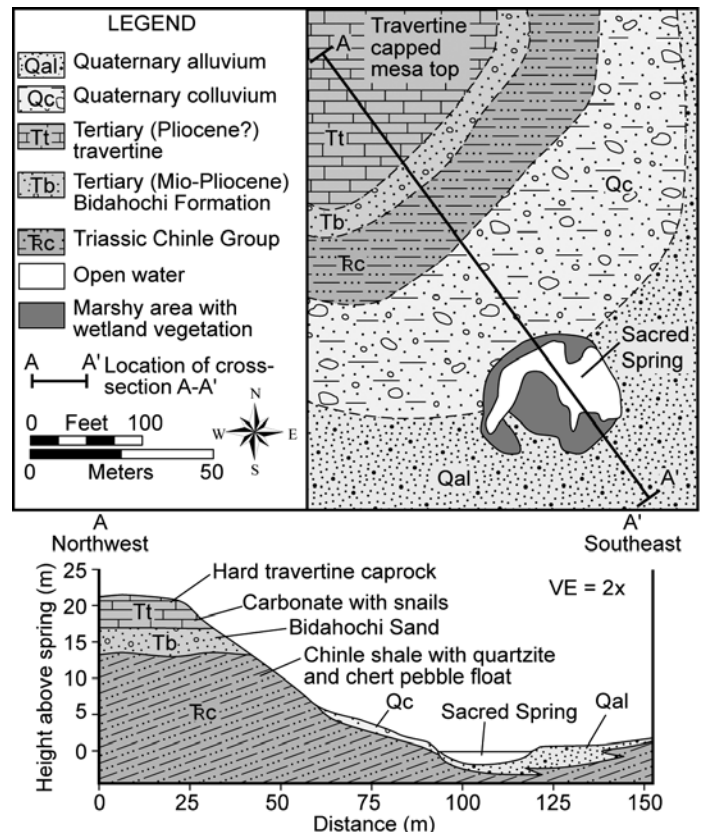 LEGEND
Qal Quaternary alluvium
Qc Quaternary colluvium
Tt Tertiary (Pliocene?)
travertine
Tb Tertiary (Mio-Pliocene)
Bidahochi Formation
Ꞧc Triassic Chinle Group
Open water
Marshy area with
wetland vegetation
A A' Location of cross-
section A-A'
0 Feet 100
0 Meters 50
N
W E
S
A
Travertine
capped
mesa top
Tt
Tb
Ꞧc
Qc
Sacred
Spring
Qal
A'
A
Northwest
A'
Southeast
Height above spring (m)
25
20
15
10
5
0
Hard travertine caprock
VE = 2x
Tt
Carbonate with snails
Tb
Bidahochi Sand
Chinle shale with quartzite
and chert pebble float
Ꞧc
Qc
Sacred Spring
Qal
0 25 50 75 100 125 150
Distance (m)